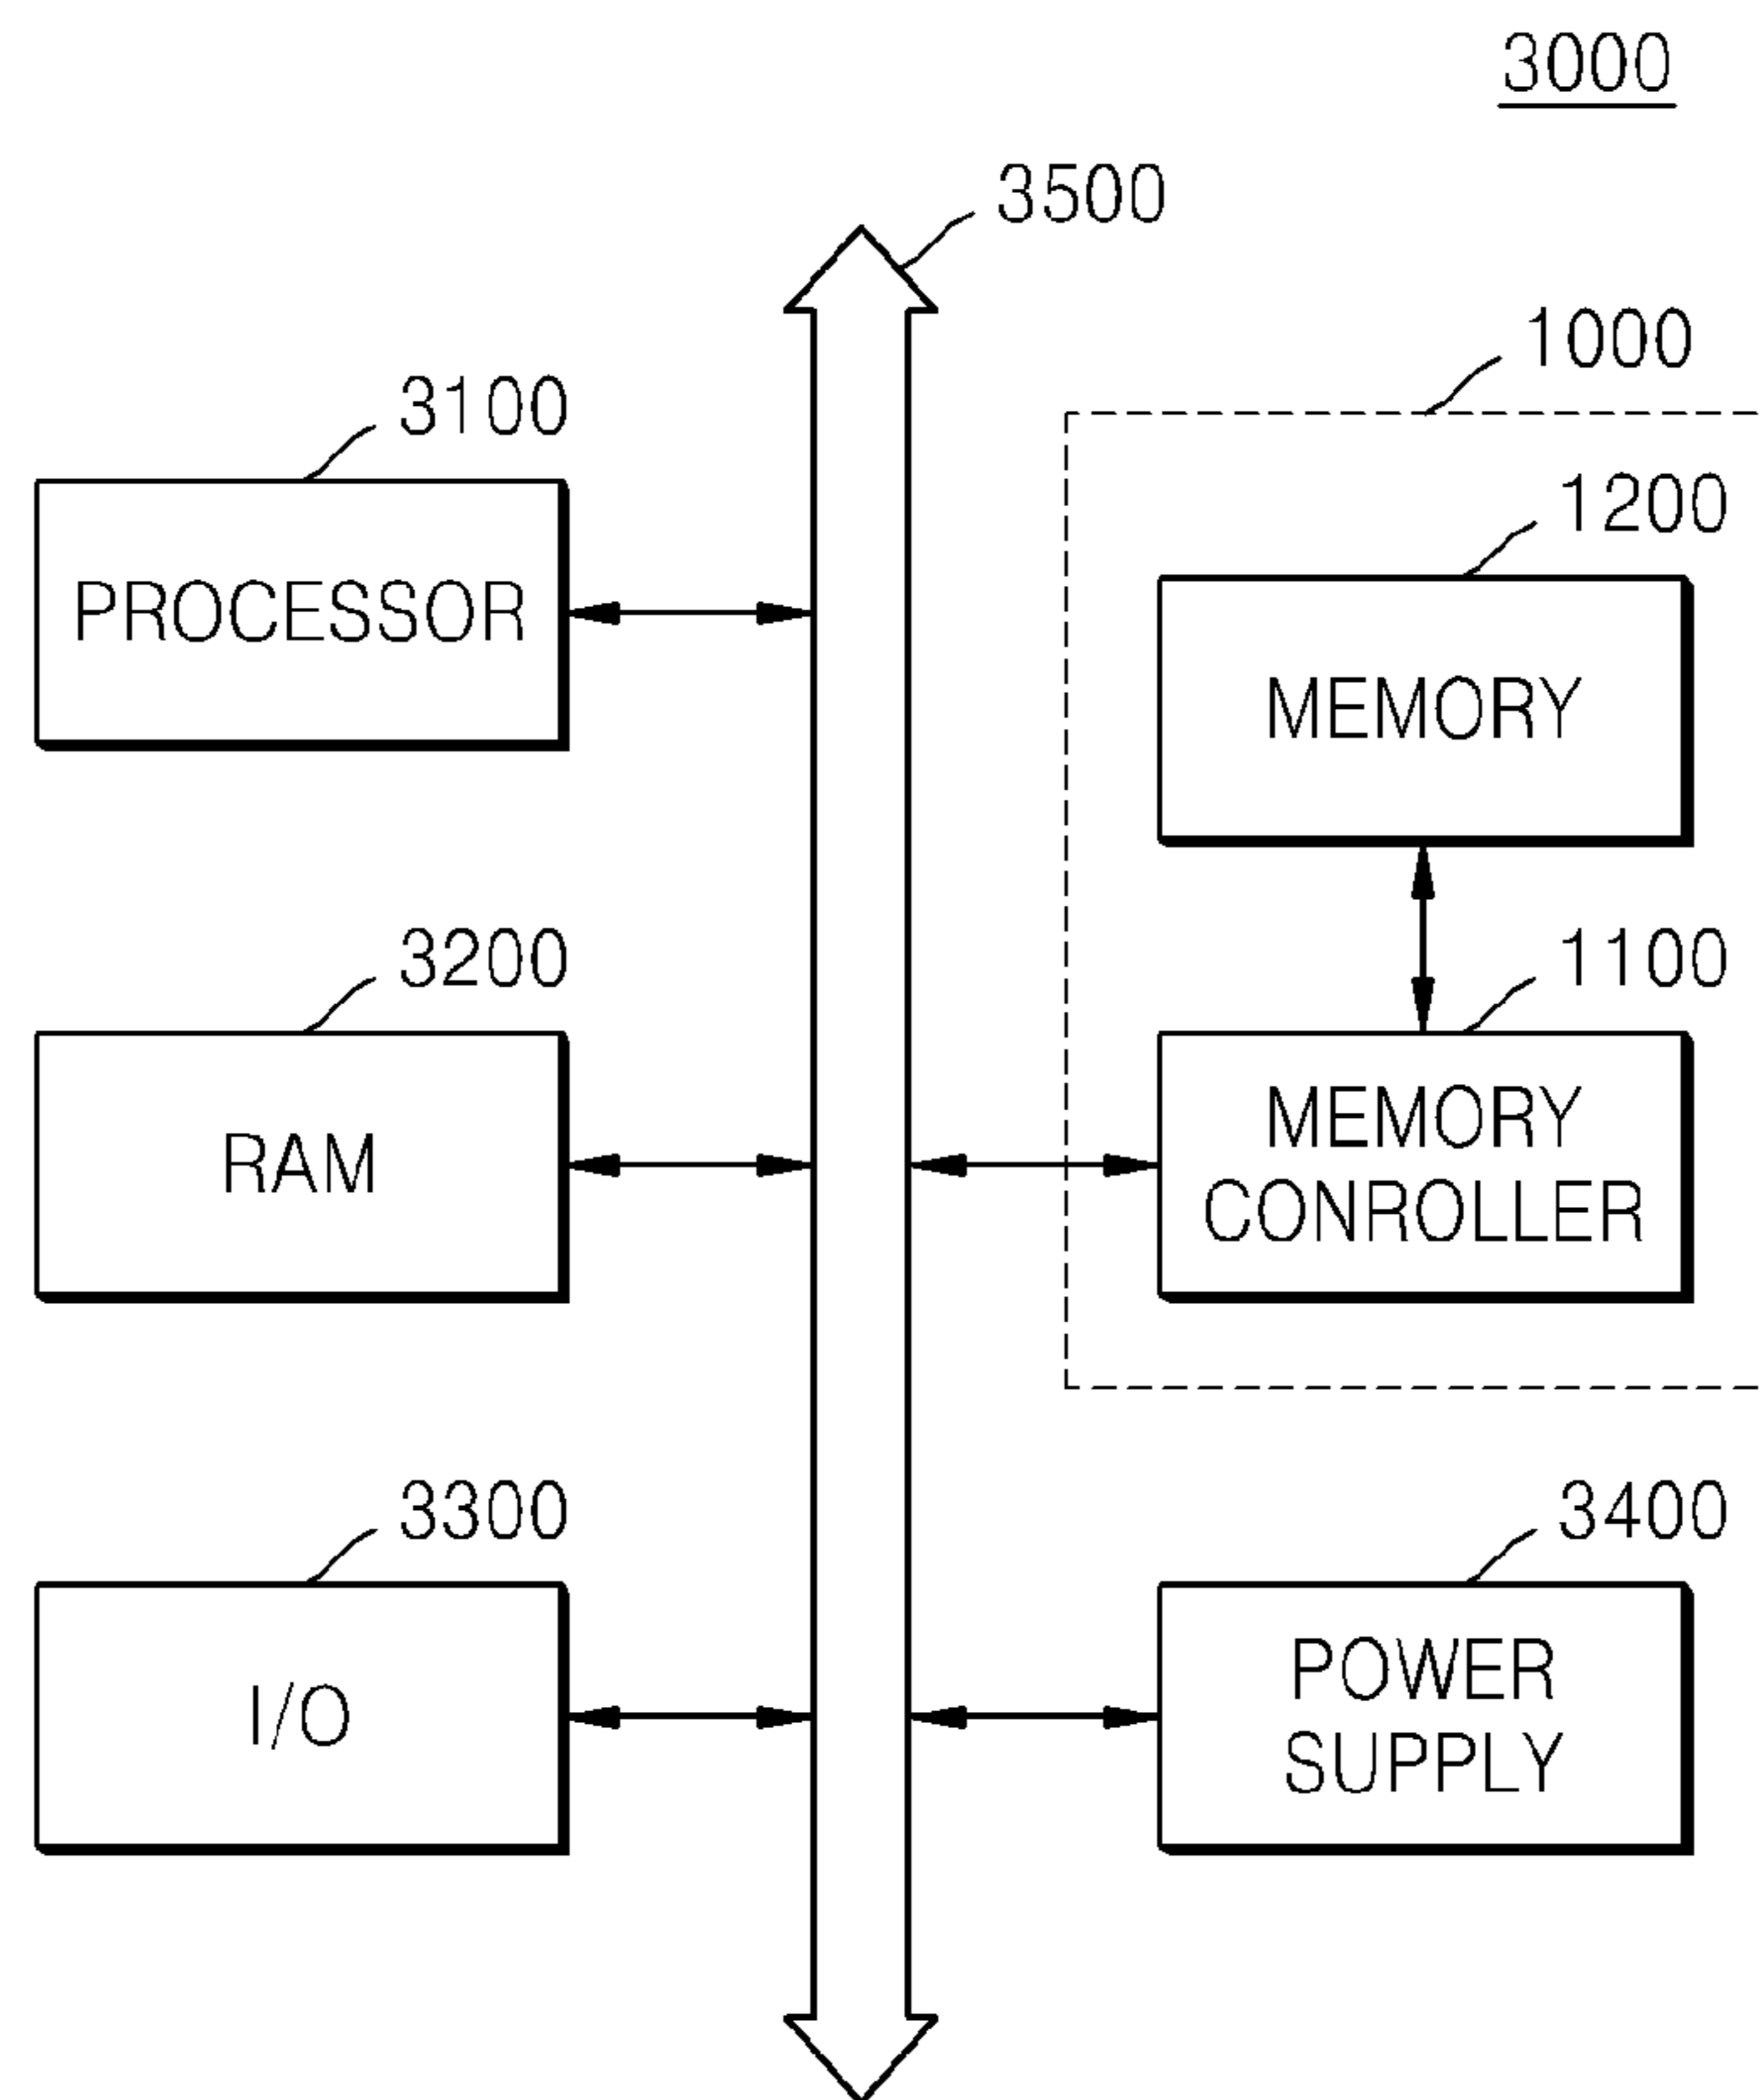 3000
3500
1000
3100
PROCESSOR
1200
MEMORY
3200
RAM
1100
MEMORY
CONROLLER
3300
I/O
3400
POWER
SUPPLY